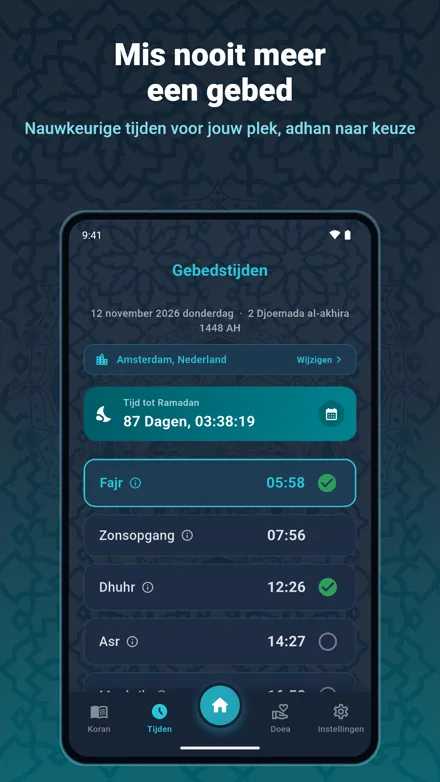 Mis nooit meer
een gebed
Nauwkeurige tijden voor jouw plek, adhan naar keuze
9:41
Gebedstijden
12 november 2026 donderdag · 2 Djoemada al-akhira
1448 AH
Amsterdam, Nederland
Wijzigen
Tijd tot Ramadan
87 Dagen, 03:38:19
Fajr
05:58
Zonsopgang
07:56
Dhuhr
12:26
Asr
14:27
Koran
Tijden
Doea
Instellingen